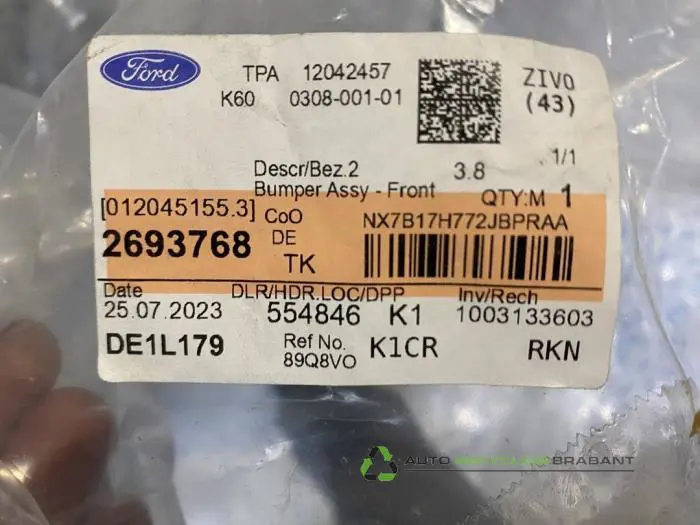 Ford
TPA 12042457
ZIVO
K60 0308-001-01
(43)
Descr/Bez.2 3.8 1/1
Bumper Assy - Front QTY:M 1
[012045155.3] CoO NX7B17H772JBPRAA
2693768 DE
TK
Date DLR/HDR.LOC/DPP Inv/Rech
25.07.2023 554846 K1 1003133603
DE1L179 Ref No. K1CR RKN
89Q8VO
AUTO BRABANT